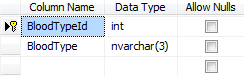 Column Name Data Type Allow Nulls
BloodTypeId int
BloodType nvarchar(3)